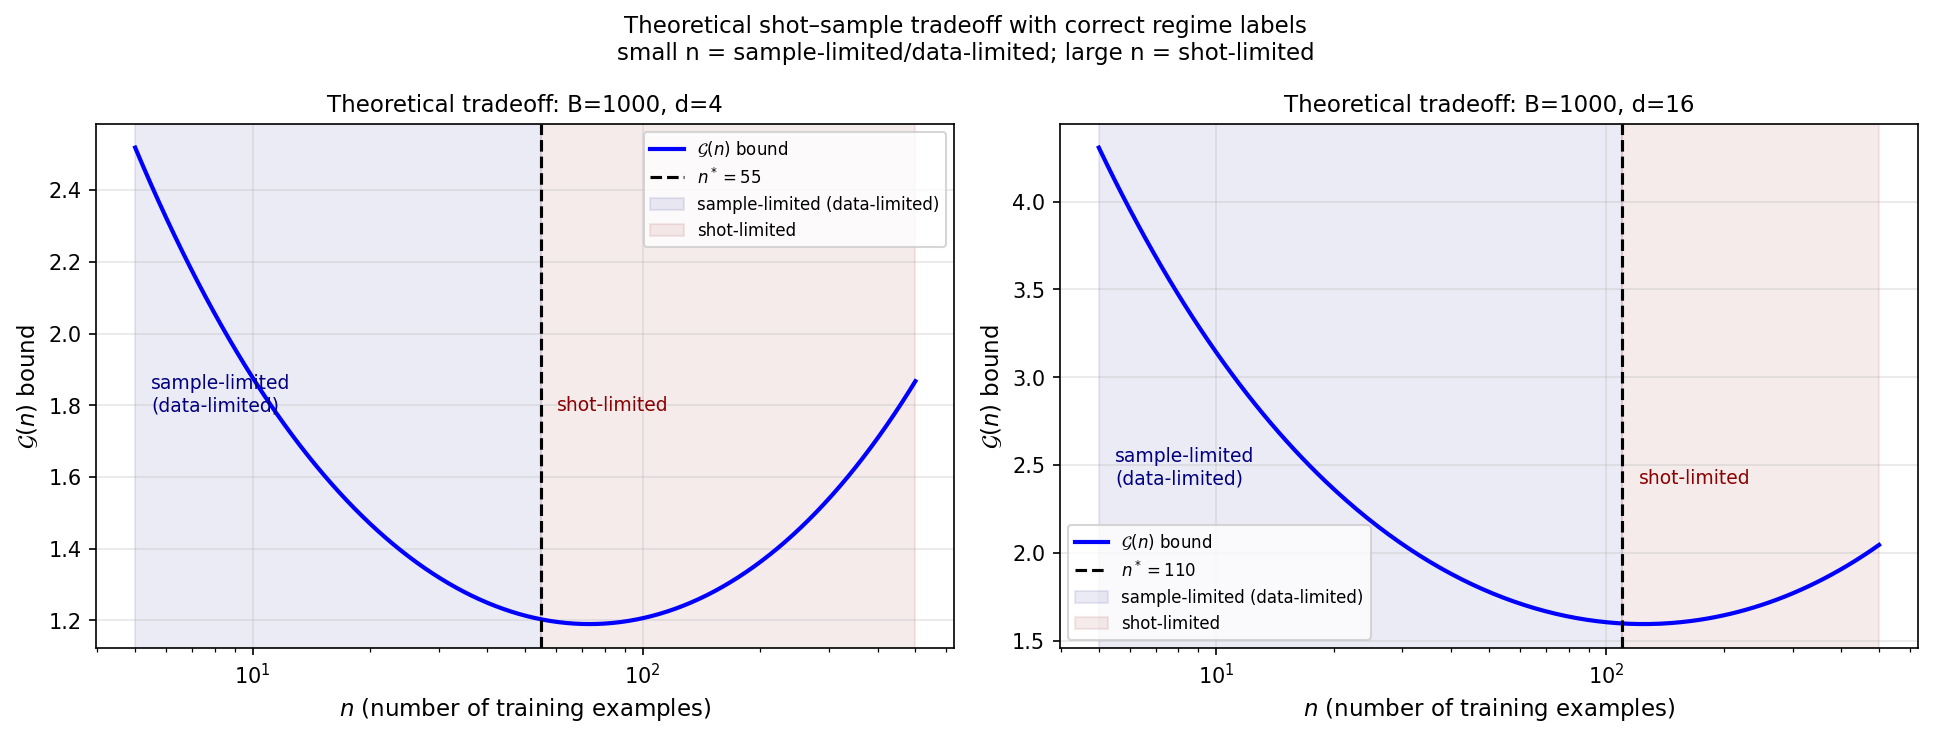 Theoretical shot–sample tradeoff with correct regime labels
small n = sample-limited/data-limited; large n = shot-limited
Theoretical tradeoff: B=1000, d=4
𝒢(n) bound
2.4
2.2
2.0
1.8
1.6
1.4
1.2
𝒢(n) bound
n* = 55
sample-limited (data-limited)
shot-limited
sample-limited
(data-limited)
shot-limited
10¹
10²
n (number of training examples)
Theoretical tradeoff: B=1000, d=16
𝒢(n) bound
4.0
3.5
3.0
2.5
2.0
1.5
sample-limited
(data-limited)
shot-limited
𝒢(n) bound
n* = 110
sample-limited (data-limited)
shot-limited
10¹
10²
n (number of training examples)